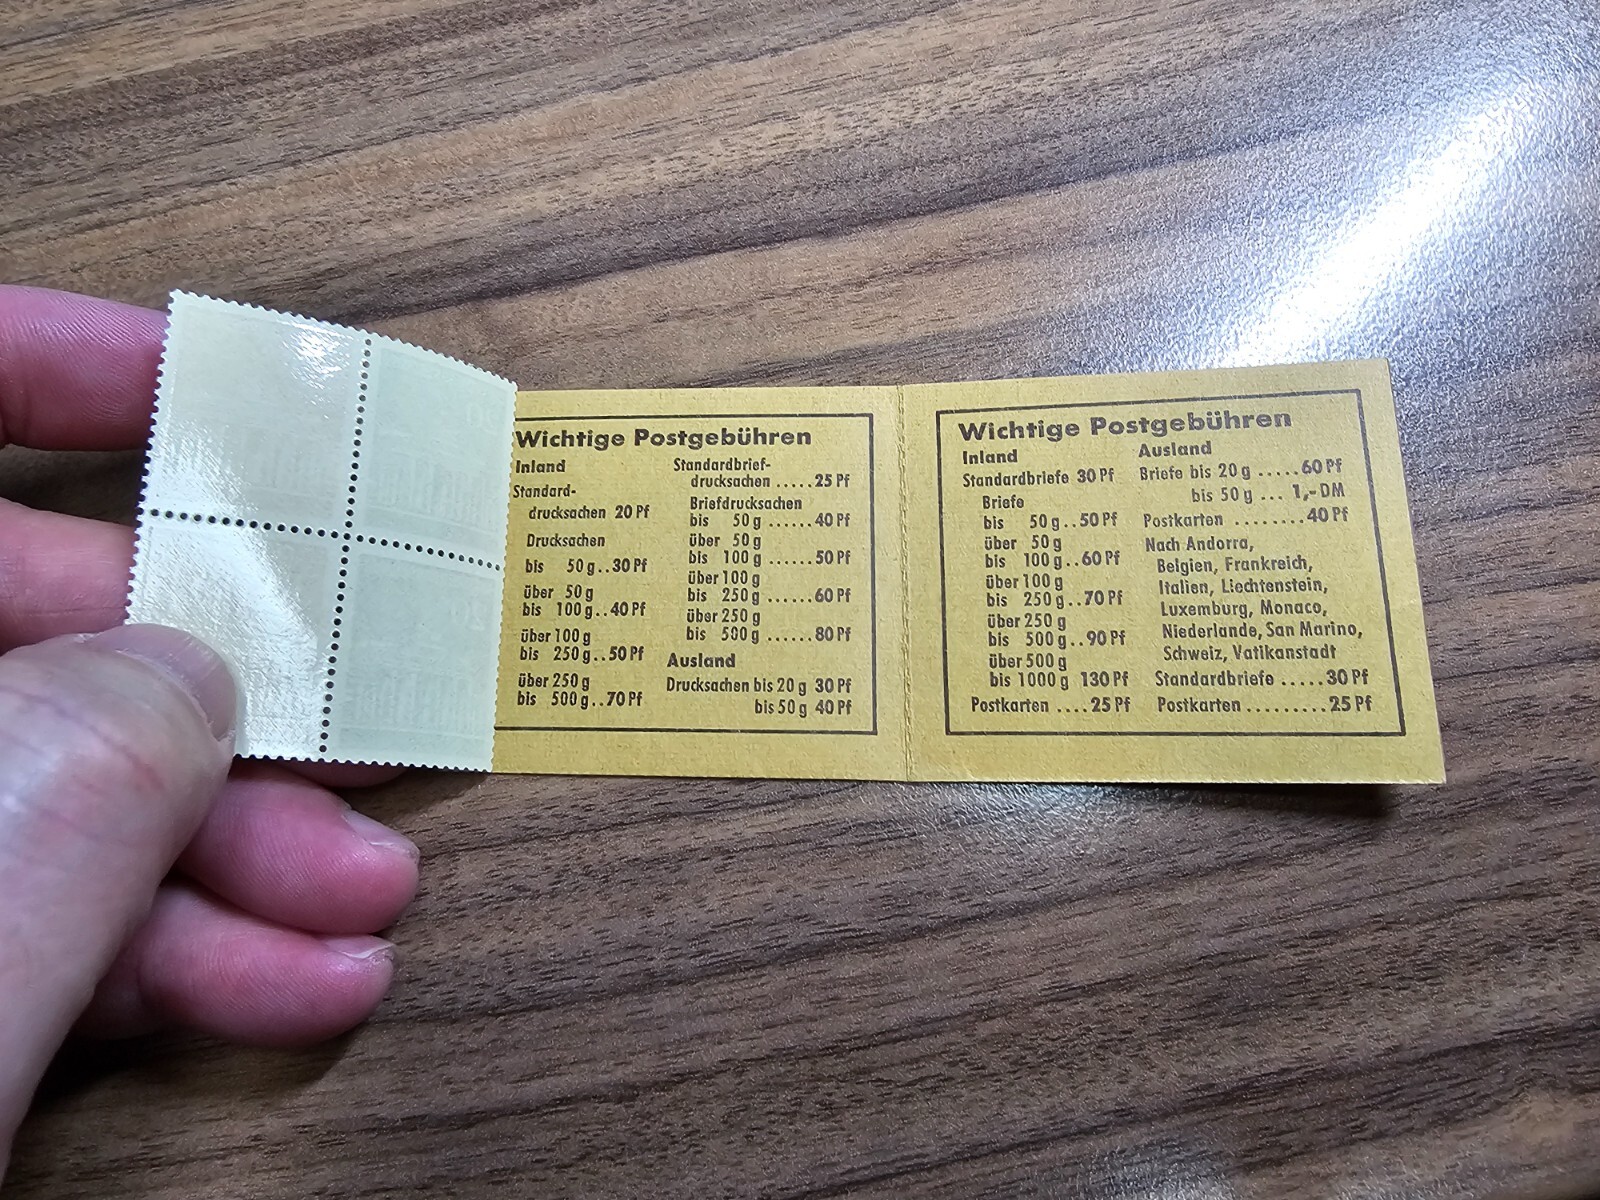 Wichtige Postgebühren
Inland
Standard-
drucksachen 20 Pf
Drucksachen
bis 50 g..30 Pf
über 50 g
bis 100 g..40 Pf
über 100 g
bis 250 g..50 Pf
über 250 g
bis 500 g..70 Pf
Standardbrief-
drucksachen .....25 Pf
Briefdrucksachen
bis 50 g......40 Pf
über 50 g
bis 100 g......50 Pf
über 100 g
bis 250 g......60 Pf
über 250 g
bis 500 g......80 Pf
Ausland
Drucksachen bis 20 g 30 Pf
bis 50 g 40 Pf
Wichtige Postgebühren
Inland
Standardbriefe 30 Pf
Briefe
bis 50 g..50 Pf
über 50 g
bis 100 g..60 Pf
über 100 g
bis 250 g..70 Pf
über 250 g
bis 500 g..90 Pf
über 500 g
bis 1000 g 130 Pf
Postkarten ....25 Pf
Ausland
Briefe bis 20 g .....60 Pf
bis 50 g ... 1,- DM
Postkarten ........40 Pf
Nach Andorra,
Belgien, Frankreich,
Italien, Liechtenstein,
Luxemburg, Monaco,
Niederlande, San Marino,
Schweiz, Vatikanstadt
Standardbriefe .....30 Pf
Postkarten .........25 Pf